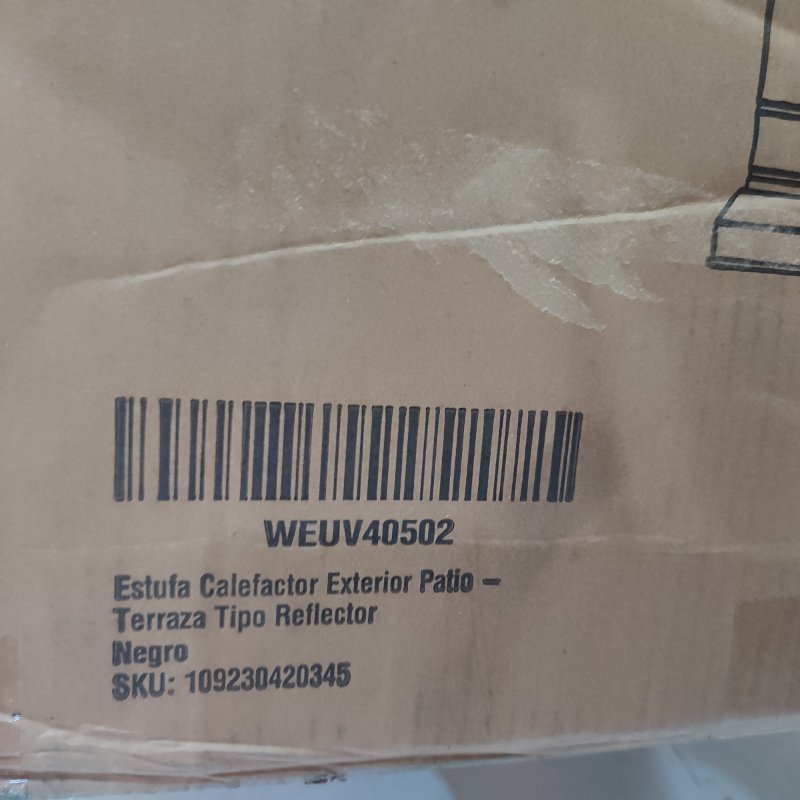 WEUV40502
Estufa Calefactor Exterior Patio –
Terraza Tipo Reflector
Negro
SKU: 109230420345